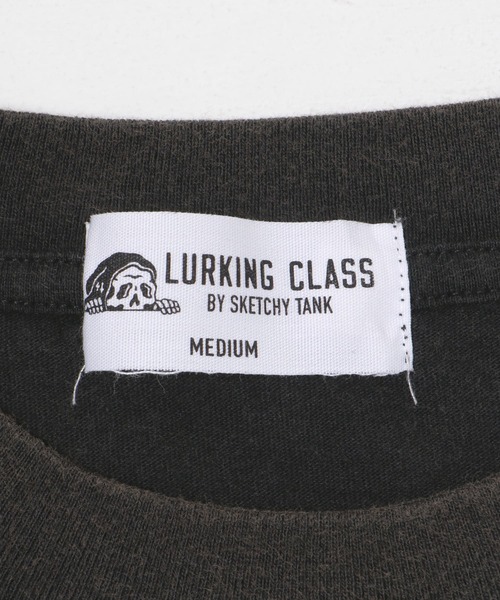 LURKING CLASS
BY SKETCHY TANK
MEDIUM